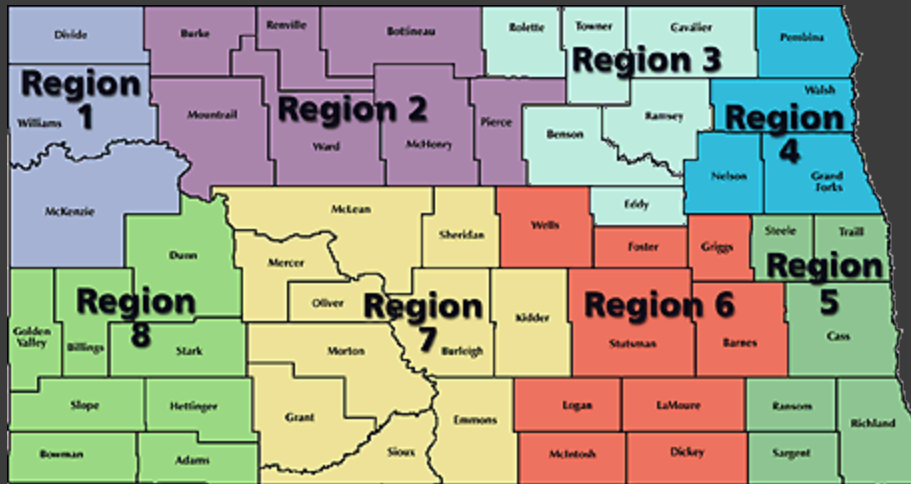 Divide
Burke
Renville
Bottineau
Rolette
Towner
Cavalier
Pembina
Region
1
Williams
Mountrail
Region 2
Ward
McHenry
Pierce
Region 3
Benson
Ramsey
Walsh
Region
4
Nelson
Grand
Forks
McKenzie
Dunn
McLean
Sheridan
Wells
Eddy
Foster
Griggs
Steele
Traill
Mercer
Oliver
Region
8
Golden
Valley
Billings
Stark
Region
7
Burleigh
Morton
Kidder
Region 6
Stutsman
Barnes
Region
5
Cass
Slope
Hettinger
Grant
Emmons
Logan
LaMoure
Ransom
Richland
Bowman
Adams
Sioux
McIntosh
Dickey
Sargent